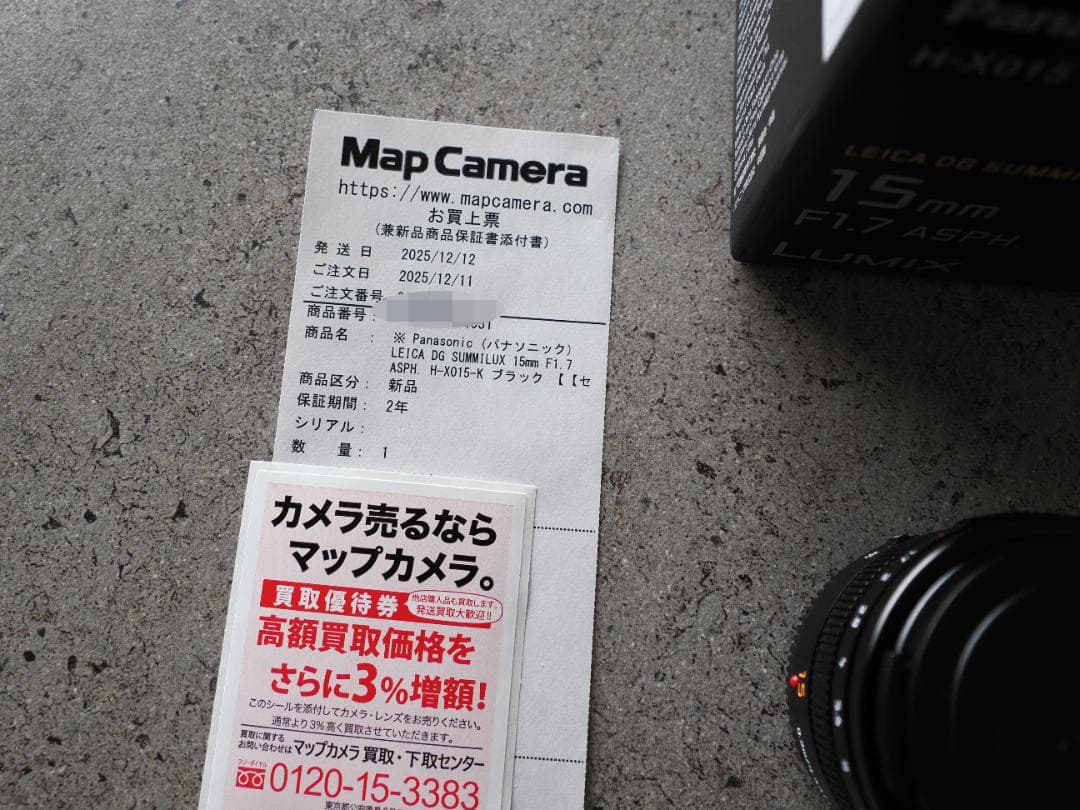 Map Camera
https://www.mapcamera.com
お買上票
(兼新品商品保証書添付書)
発送日 2025/12/12
ご注文日 2025/12/11
ご注文番号
商品番号:
商品名 : ※ Panasonic (パナソニック)
LEICA DG SUMMILUX 15mm F1.7
ASPH. H-X015-K ブラック 【【セ
商品区分: 新品
保証期間: 2年
シリアル:
数 量: 1
カメラ売るなら
マップカメラ。
買取優待券
他店購入品も買取します。
発送買取大歓迎!!
高額買取価格を
さらに3%増額!
このシールを添付してカメラ・レンズをお売りください。
通常より3%高く買取させていただきます。
買取に関する
お問い合わせは
マップカメラ 買取・下取センター
フリーダイヤル
0120-15-3383
H-X015
LEICA DG SUMM
15mm
F1.7 ASPH.
LUMIX
15